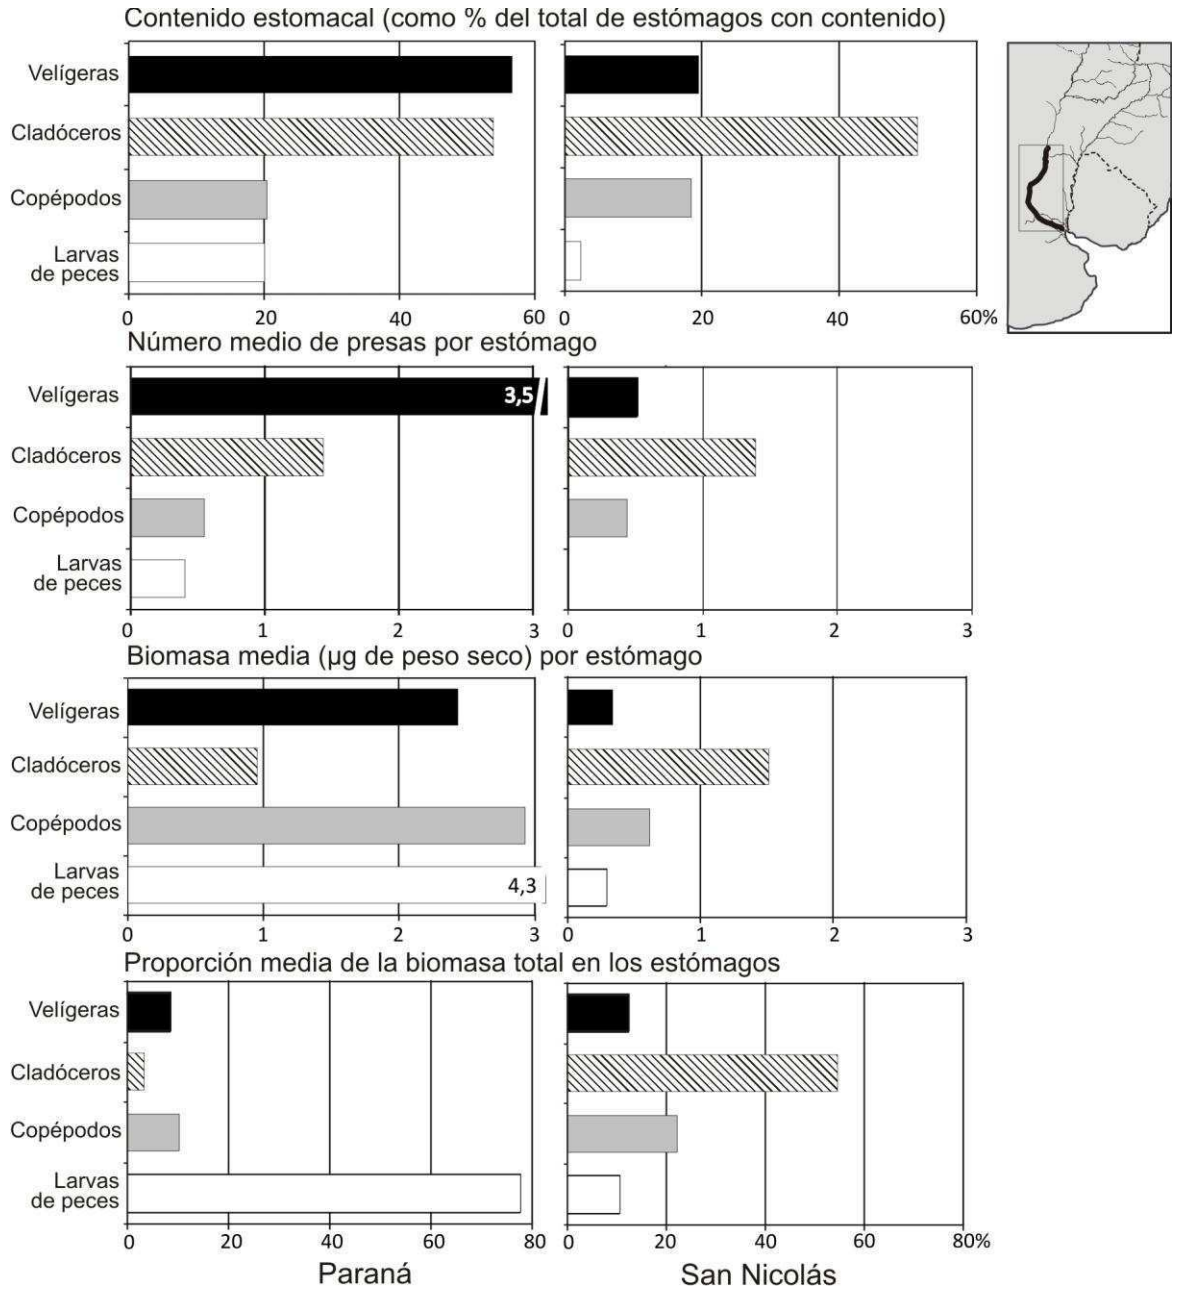 Contenido estomacal (como % del total de estómagos con contenido)
Velígeras
Cladóceros
Copépodos
Larvas
de peces
0 20 40 60 0 20 40 60%
Número medio de presas por estómago
Velígeras 3,5
Cladóceros
Copépodos
Larvas
de peces
0 1 2 3 0 1 2 3
Biomasa media (µg de peso seco) por estómago
Velígeras
Cladóceros
Copépodos
Larvas
de peces 4,3
0 1 2 3 0 1 2 3
Proporción media de la biomasa total en los estómagos
Velígeras
Cladóceros
Copépodos
Larvas
de peces
0 20 40 60 80 0 20 40 60 80%
Paraná San Nicolás